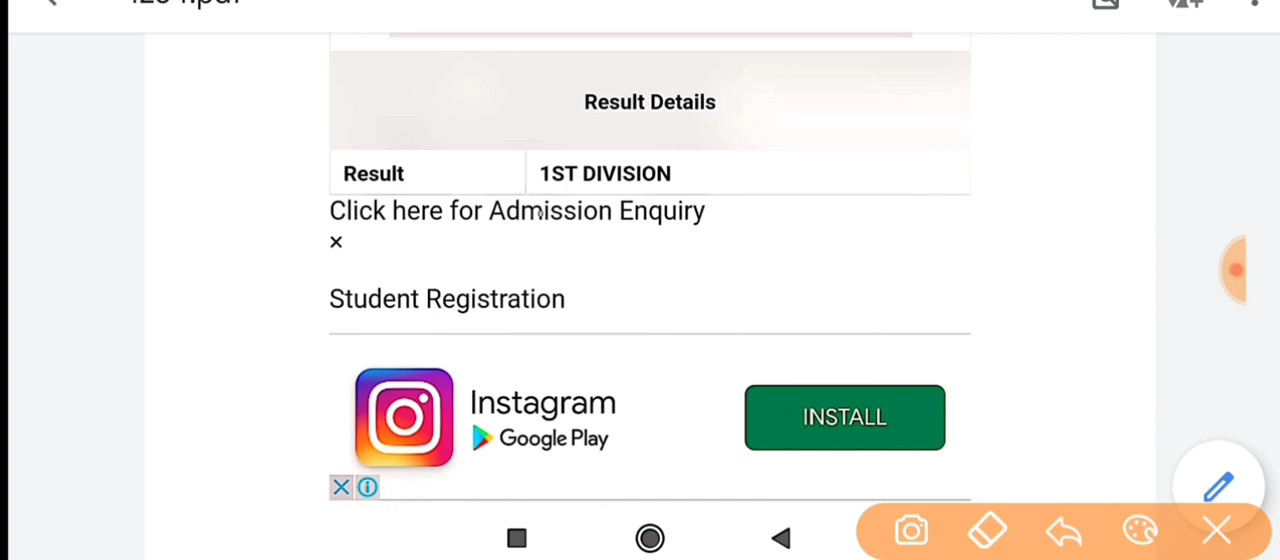 Result Details
Result 1ST DIVISION
Click here for Admission Enquiry
×
Student Registration
Instagram
Google Play
INSTALL